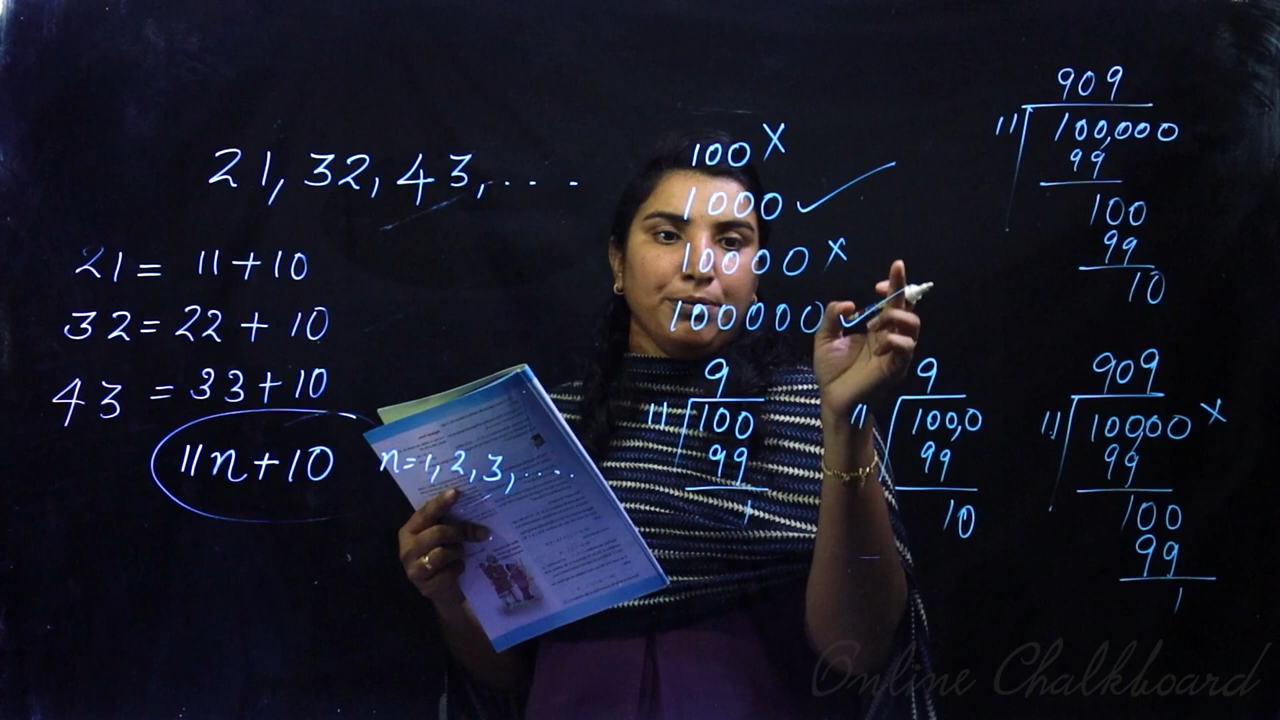 21, 32, 43, ....
21 = 11 + 10
32 = 22 + 10
43 = 33 + 10
11n + 10 n = 1, 2, 3, ....
100 X
1000 ✓
10000 X
100000 ✓
9
11 100
99
1
9
11 100,0
99
10
909
11 100,000
99
100
99
10
909
11 100,00 X
99
100
99
1
Online Chalkboard